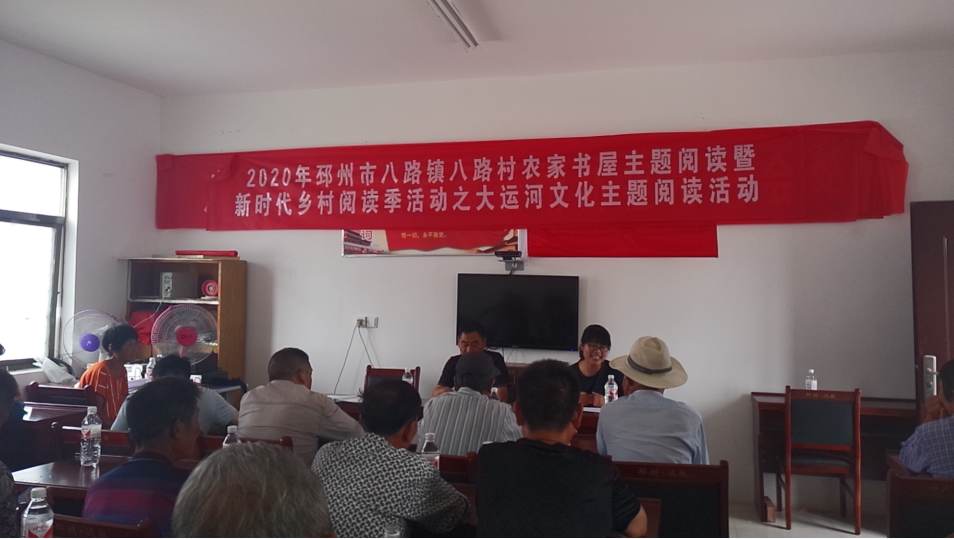 2020年邳州市八路镇八路村农家书屋主题阅读暨
新时代乡村阅读季活动之大运河文化主题阅读活动